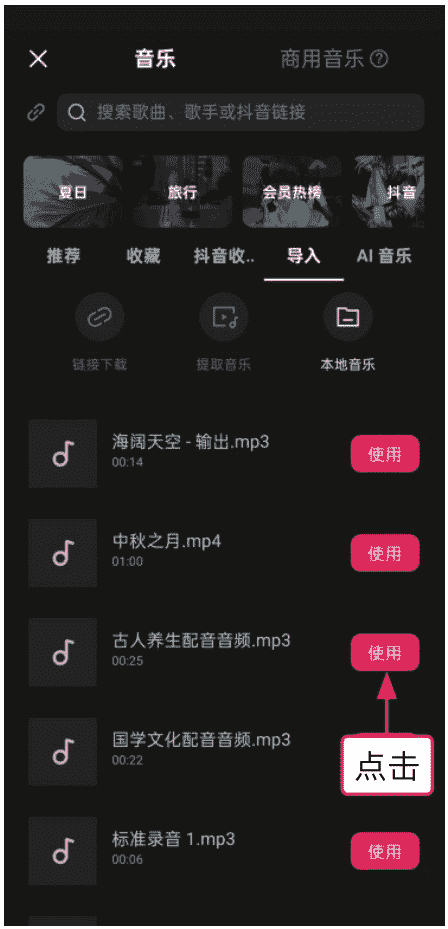 音乐
商用音乐
搜索歌曲、歌手或抖音链接
夏日
旅行
会员热榜
抖音
推荐
收藏
抖音收..
导入
AI 音乐
链接下载
提取音乐
本地音乐
海阔天空 - 输出.mp3
00:14
使用
中秋之月.mp4
01:00
使用
古人养生配音音频.mp3
00:25
使用
国学文化配音音频.mp3
00:22
点击
标准录音 1.mp3
00:06
使用